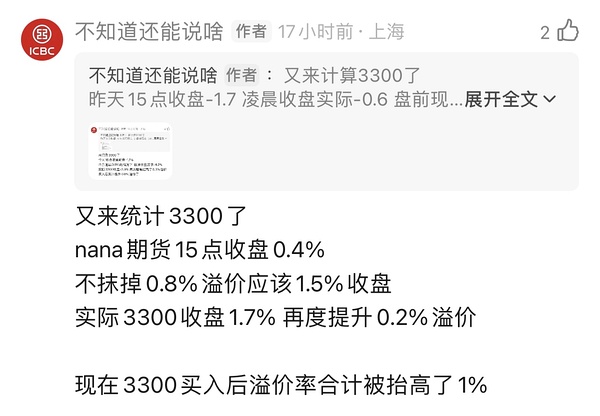 不知道还能说啥 作者 17小时前·上海 2
ICBC
不知道还能说啥 作者：又来计算3300了
昨天15点收盘-1.7 凌晨收盘实际-0.6 盘前现...展开全文
又来统计3300了
nana期货15点收盘0.4%
不抹掉0.8%溢价应该1.5%收盘
实际3300收盘1.7% 再度提升0.2%溢价
现在3300买入后溢价率合计被抬高了1%